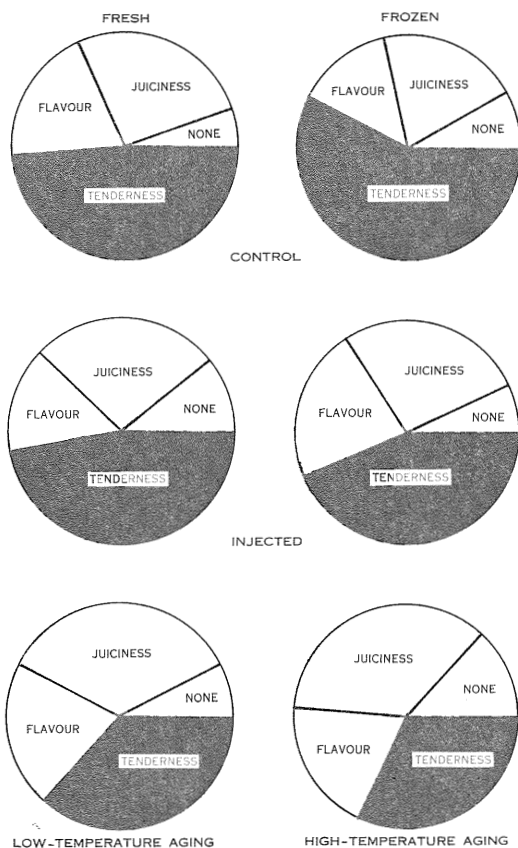 FRESH
FROZEN
FLAVOUR
JUICINESS
NONE
TENDERNESS
FLAVOUR
JUICINESS
NONE
TENDERNESS
CONTROL
JUICINESS
FLAVOUR
NONE
TENDERNESS
JUICINESS
FLAVOUR
NONE
TENDERNESS
INJECTED
JUICINESS
NONE
FLAVOUR
TENDERNESS
JUICINESS
NONE
FLAVOUR
TENDERNESS
LOW-TEMPERATURE AGING
HIGH-TEMPERATURE AGING